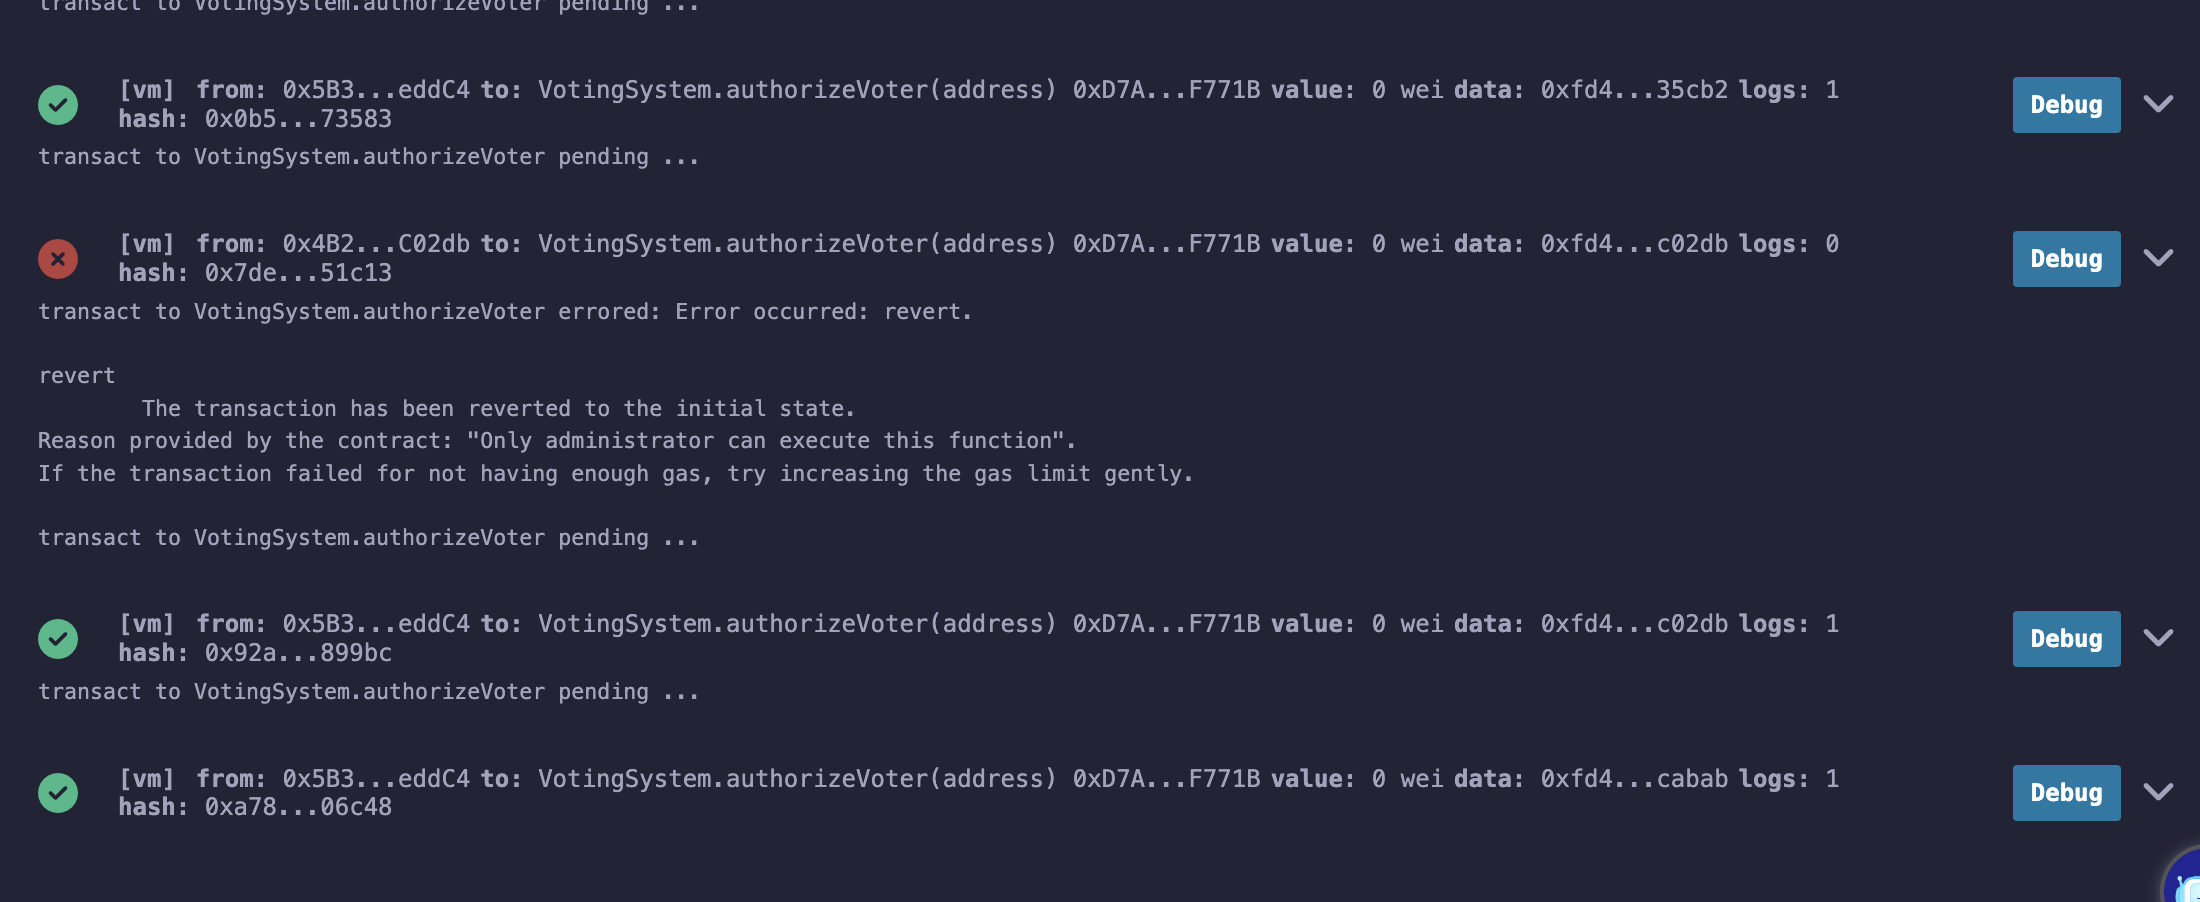 transact to VotingSystem.authorizeVoter pending ...
[vm] from: 0x5B3...eddC4 to: VotingSystem.authorizeVoter(address) 0xD7A...F771B value: 0 wei data: 0xfd4...35cb2 logs: 1
hash: 0x0b5...73583
Debug
transact to VotingSystem.authorizeVoter pending ...
[vm] from: 0x4B2...C02db to: VotingSystem.authorizeVoter(address) 0xD7A...F771B value: 0 wei data: 0xfd4...c02db logs: 0
hash: 0x7de...51c13
Debug
transact to VotingSystem.authorizeVoter errored: Error occurred: revert.
revert
The transaction has been reverted to the initial state.
Reason provided by the contract: "Only administrator can execute this function".
If the transaction failed for not having enough gas, try increasing the gas limit gently.
transact to VotingSystem.authorizeVoter pending ...
[vm] from: 0x5B3...eddC4 to: VotingSystem.authorizeVoter(address) 0xD7A...F771B value: 0 wei data: 0xfd4...c02db logs: 1
hash: 0x92a...899bc
Debug
transact to VotingSystem.authorizeVoter pending ...
[vm] from: 0x5B3...eddC4 to: VotingSystem.authorizeVoter(address) 0xD7A...F771B value: 0 wei data: 0xfd4...cabab logs: 1
hash: 0xa78...06c48
Debug